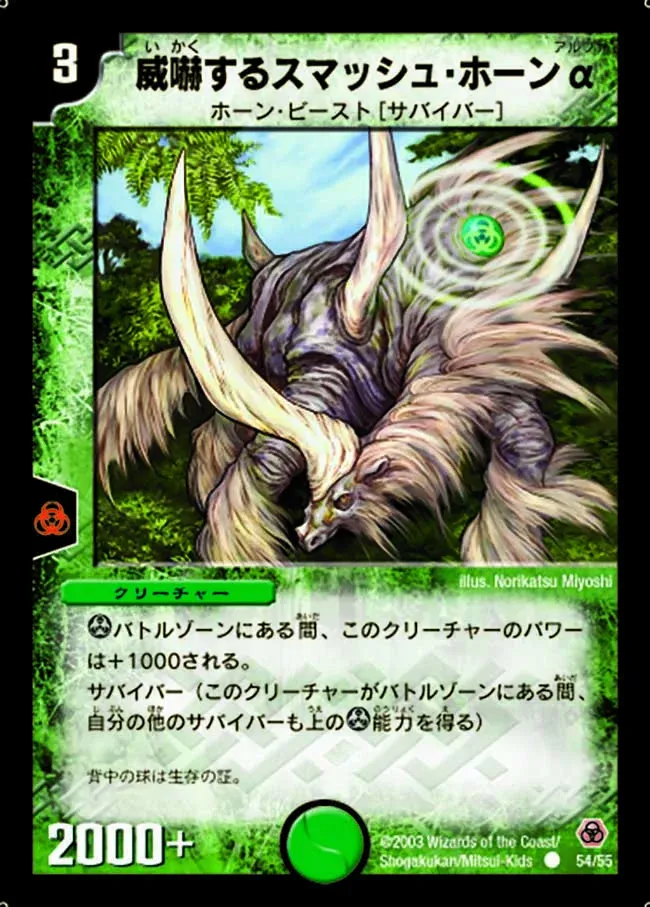 3
いかく
威嚇するスマッシュ・ホーンα
ホーン・ビースト[サバイバー]
illus. Norikatsu Miyoshi
クリーチャー
バトルゾーンにある間、このクリーチャーのパワー
は+1000される。
サバイバー(このクリーチャーがバトルゾーンにある間、
自分の他のサバイバーも上の能力を得る)
背中の球は生存の証。
2000+
©2003 Wizards of the Coast/
Shogakukan/Mitsui-Kids
54/55